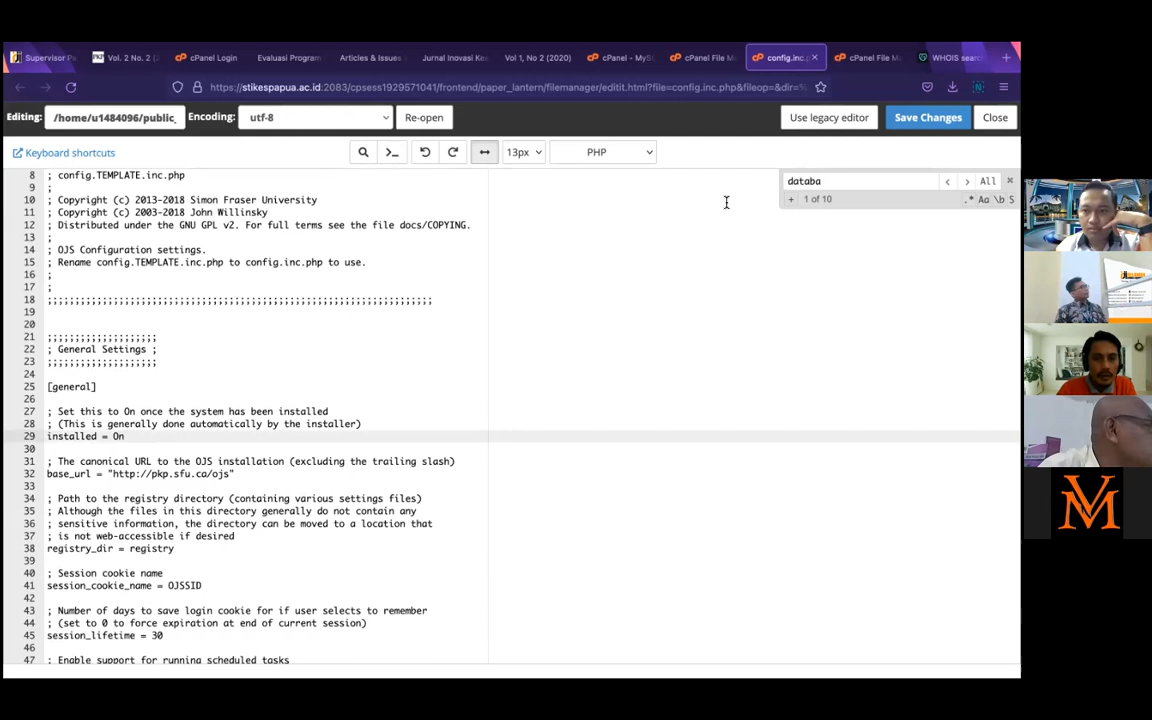 Supervisor Pa
Vol. 2 No. 2 (
cPanel Login
Evaluasi Program
Articles & Issues
Jurnal Inovasi Kes
Vol 1, No 2 (2020)
cPanel - MyS
cPanel File M
config.inc.
cPanel File M
WHOIS sear
https://stikespapua.ac.id:2083/cpsess1929571041/frontend/paper_lantern/filemanager/editit.html?file=config.inc.php&fileop=&dir=%
Editing: /home/u1484096/public_ Encoding: utf-8 Re-open Use legacy editor Save Changes Close
Keyboard shortcuts 13px PHP
databa All
+ 1 of 10 .* Aa \b S
8 ; config.TEMPLATE.inc.php
9 ;
10 ; Copyright (c) 2013-2018 Simon Fraser University
11 ; Copyright (c) 2003-2018 John Willinsky
12 ; Distributed under the GNU GPL v2. For full terms see the file docs/COPYING.
13 ;
14 ; OJS Configuration settings.
15 ; Rename config.TEMPLATE.inc.php to config.inc.php to use.
16 ;
17 ;
18 ;;;;;;;;;;;;;;;;;;;;;;;;;;;;;;;;;;;;;;;;;;;;;;;;;;;;;;;;;;;;;;;;;;;;;;
19
20
21 ;;;;;;;;;;;;;;;;;;;;
22 ; General Settings ;
23 ;;;;;;;;;;;;;;;;;;;;
24
25 [general]
26
27 ; Set this to On once the system has been installed
28 ; (This is generally done automatically by the installer)
29 installed = On
30
31 ; The canonical URL to the OJS installation (excluding the trailing slash)
32 base_url = "http://pkp.sfu.ca/ojs"
33
34 ; Path to the registry directory (containing various settings files)
35 ; Although the files in this directory generally do not contain any
36 ; sensitive information, the directory can be moved to a location that
37 ; is not web-accessible if desired
38 registry_dir = registry
39
40 ; Session cookie name
41 session_cookie_name = OJSSID
42
43 ; Number of days to save login cookie for if user selects to remember
44 ; (set to 0 to force expiration at end of current session)
45 session_lifetime = 30
46
47 ; Enable support for running scheduled tasks